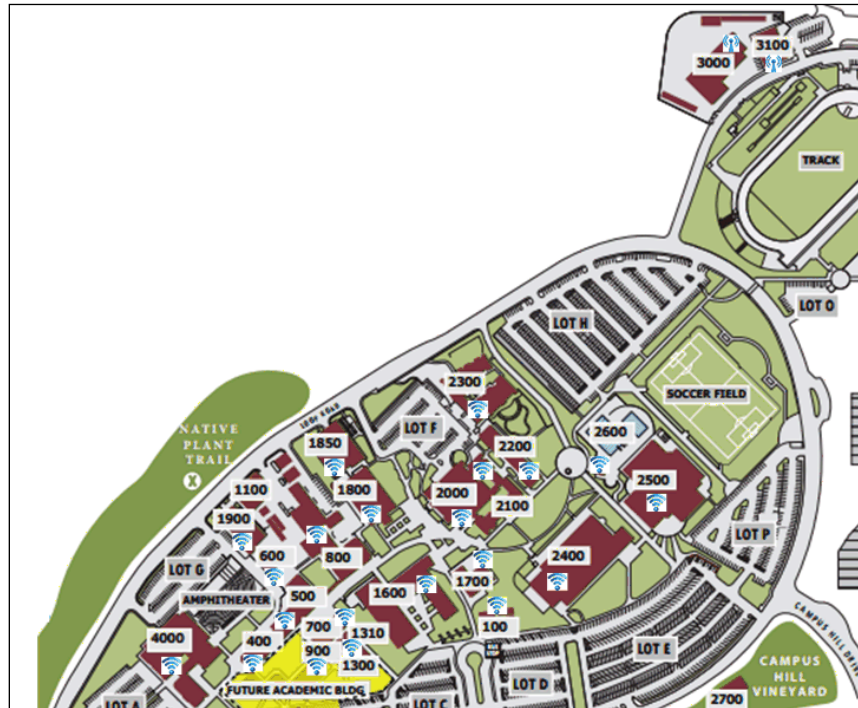 3100
3000
TRACK
LOT O
LOT H
SOCCER FIELD
2300
LOT F
2200
2600
NATIVE
PLANT
TRAIL
X
LOOP ROAD
1850
1100
1800
2000
2100
2500
1900
LOT P
600
800
2400
LOT G
1700
AMPHITHEATER
500
1600
CAMPUS HILL DRIVE
4000
400
700
1310
100
900
1300
LOT E
CAMPUS
HILL
VINEYARD
FUTURE ACADEMIC BLDG
LOT D
LOT A
LOT C
2700